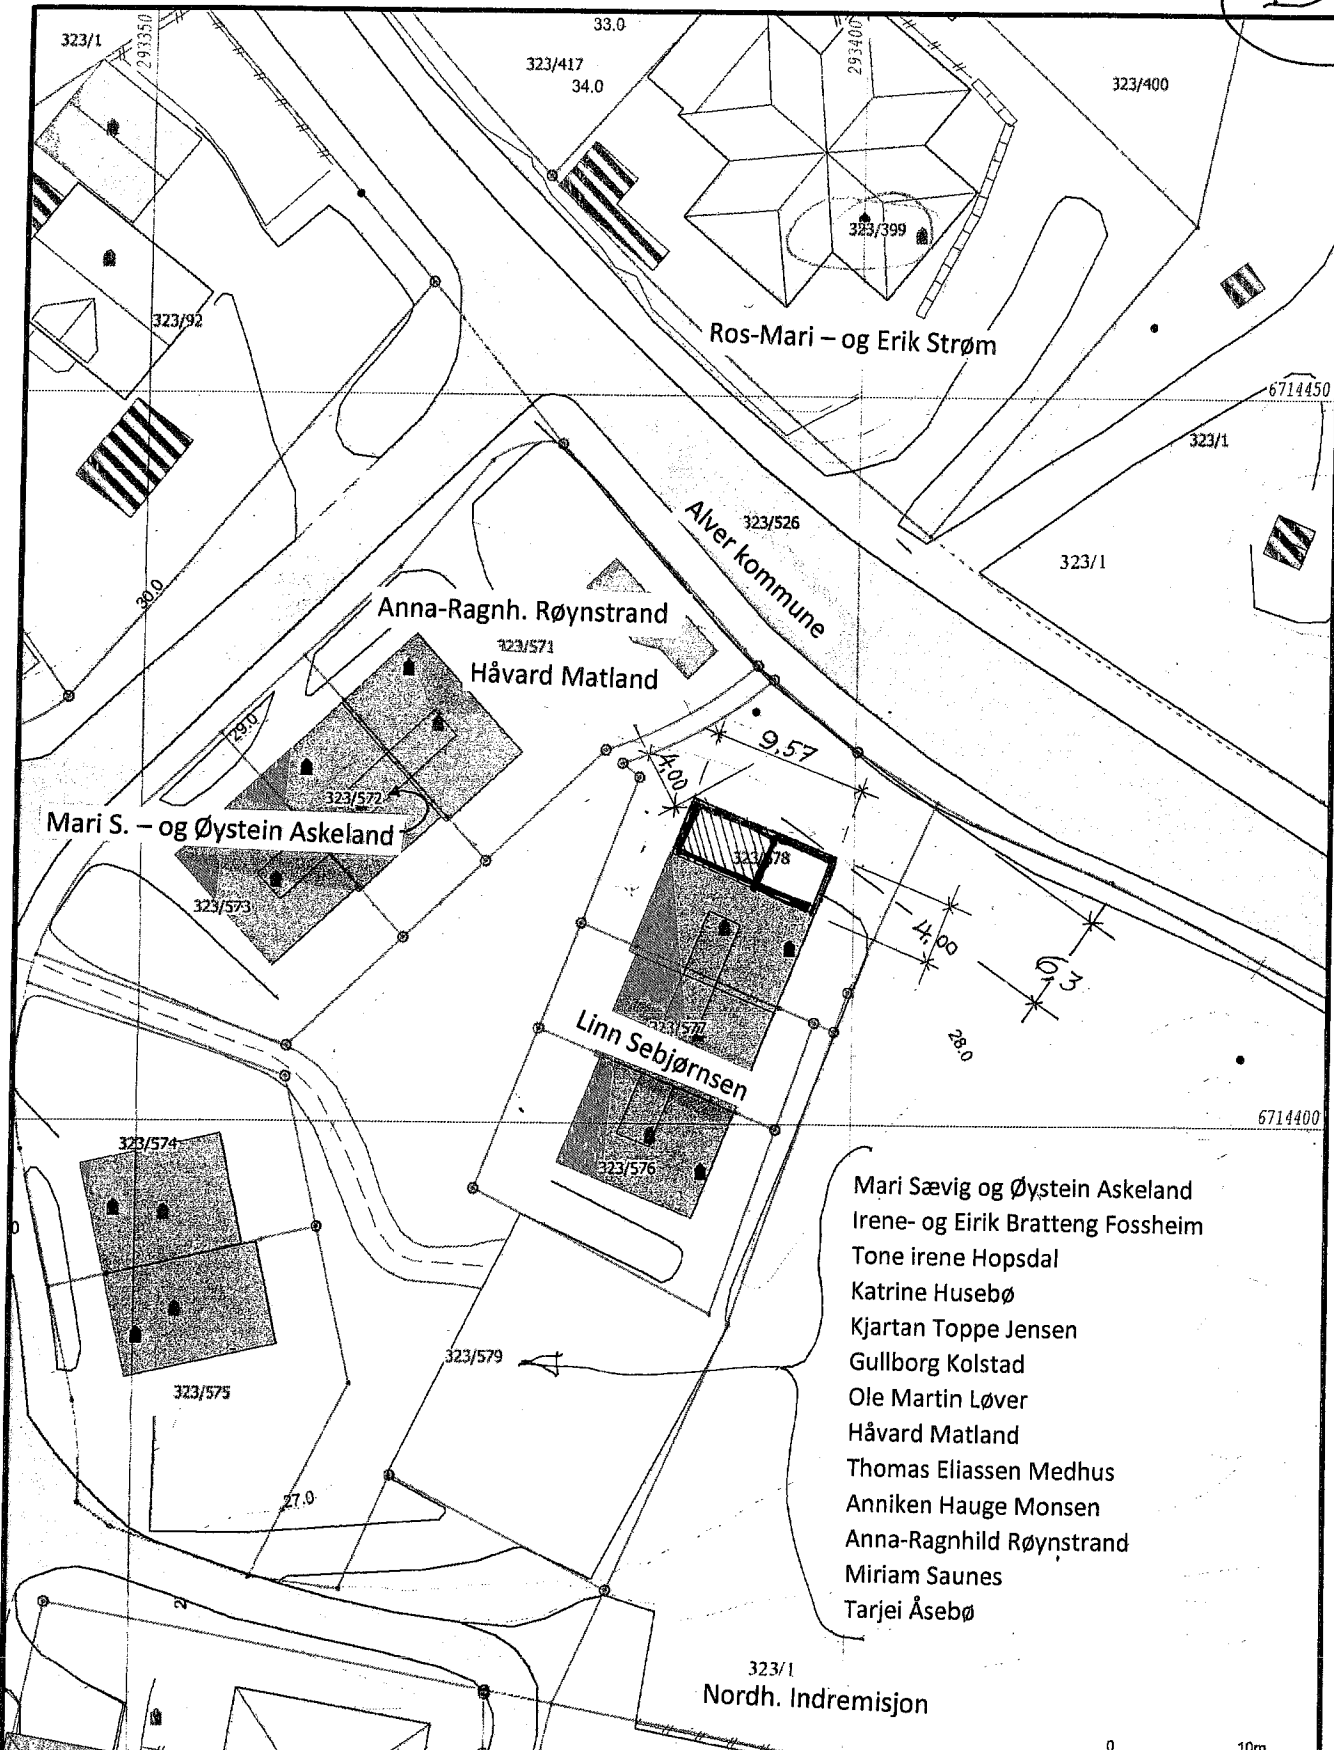 33.0
323/1
293350
323/417
293400
34.0
323/400
323/399
323/92
Ros-Mari – og Erik Strøm
6714450
323/1
Alver kommune
323/526
323/1
30.0
Anna-Ragnh. Røynstrand
323/571
Håvard Matland
29.0
9,57
4,00
323/572
Mari S. – og Øystein Askeland
323/578
323/573
4,00
6,3
323/577
Linn Sebjørnsen
28.0
6714400
323/574
323/576
Mari Sævig og Øystein Askeland
Irene- og Eirik Bratteng Fossheim
Tone irene Hopsdal
Katrine Husebø
Kjartan Toppe Jensen
323/579
Gullborg Kolstad
323/575
Ole Martin Løver
Håvard Matland
Thomas Eliassen Medhus
27.0
Anniken Hauge Monsen
Anna-Ragnhild Røynstrand
Miriam Saunes
Tarjei Åsebø
323/1
Nordh. Indremisjon
0 10m